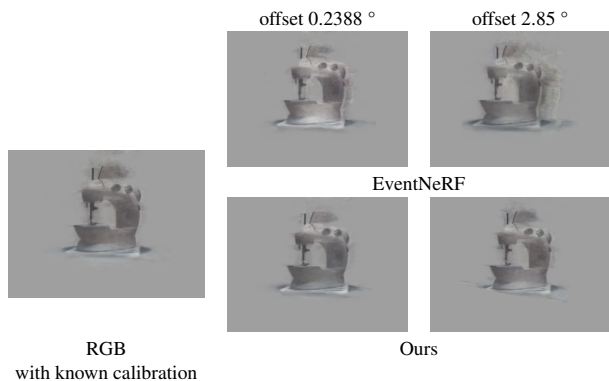 offset 0.2388 °
offset 2.85 °
EventNeRF
RGB
with known calibration
Ours